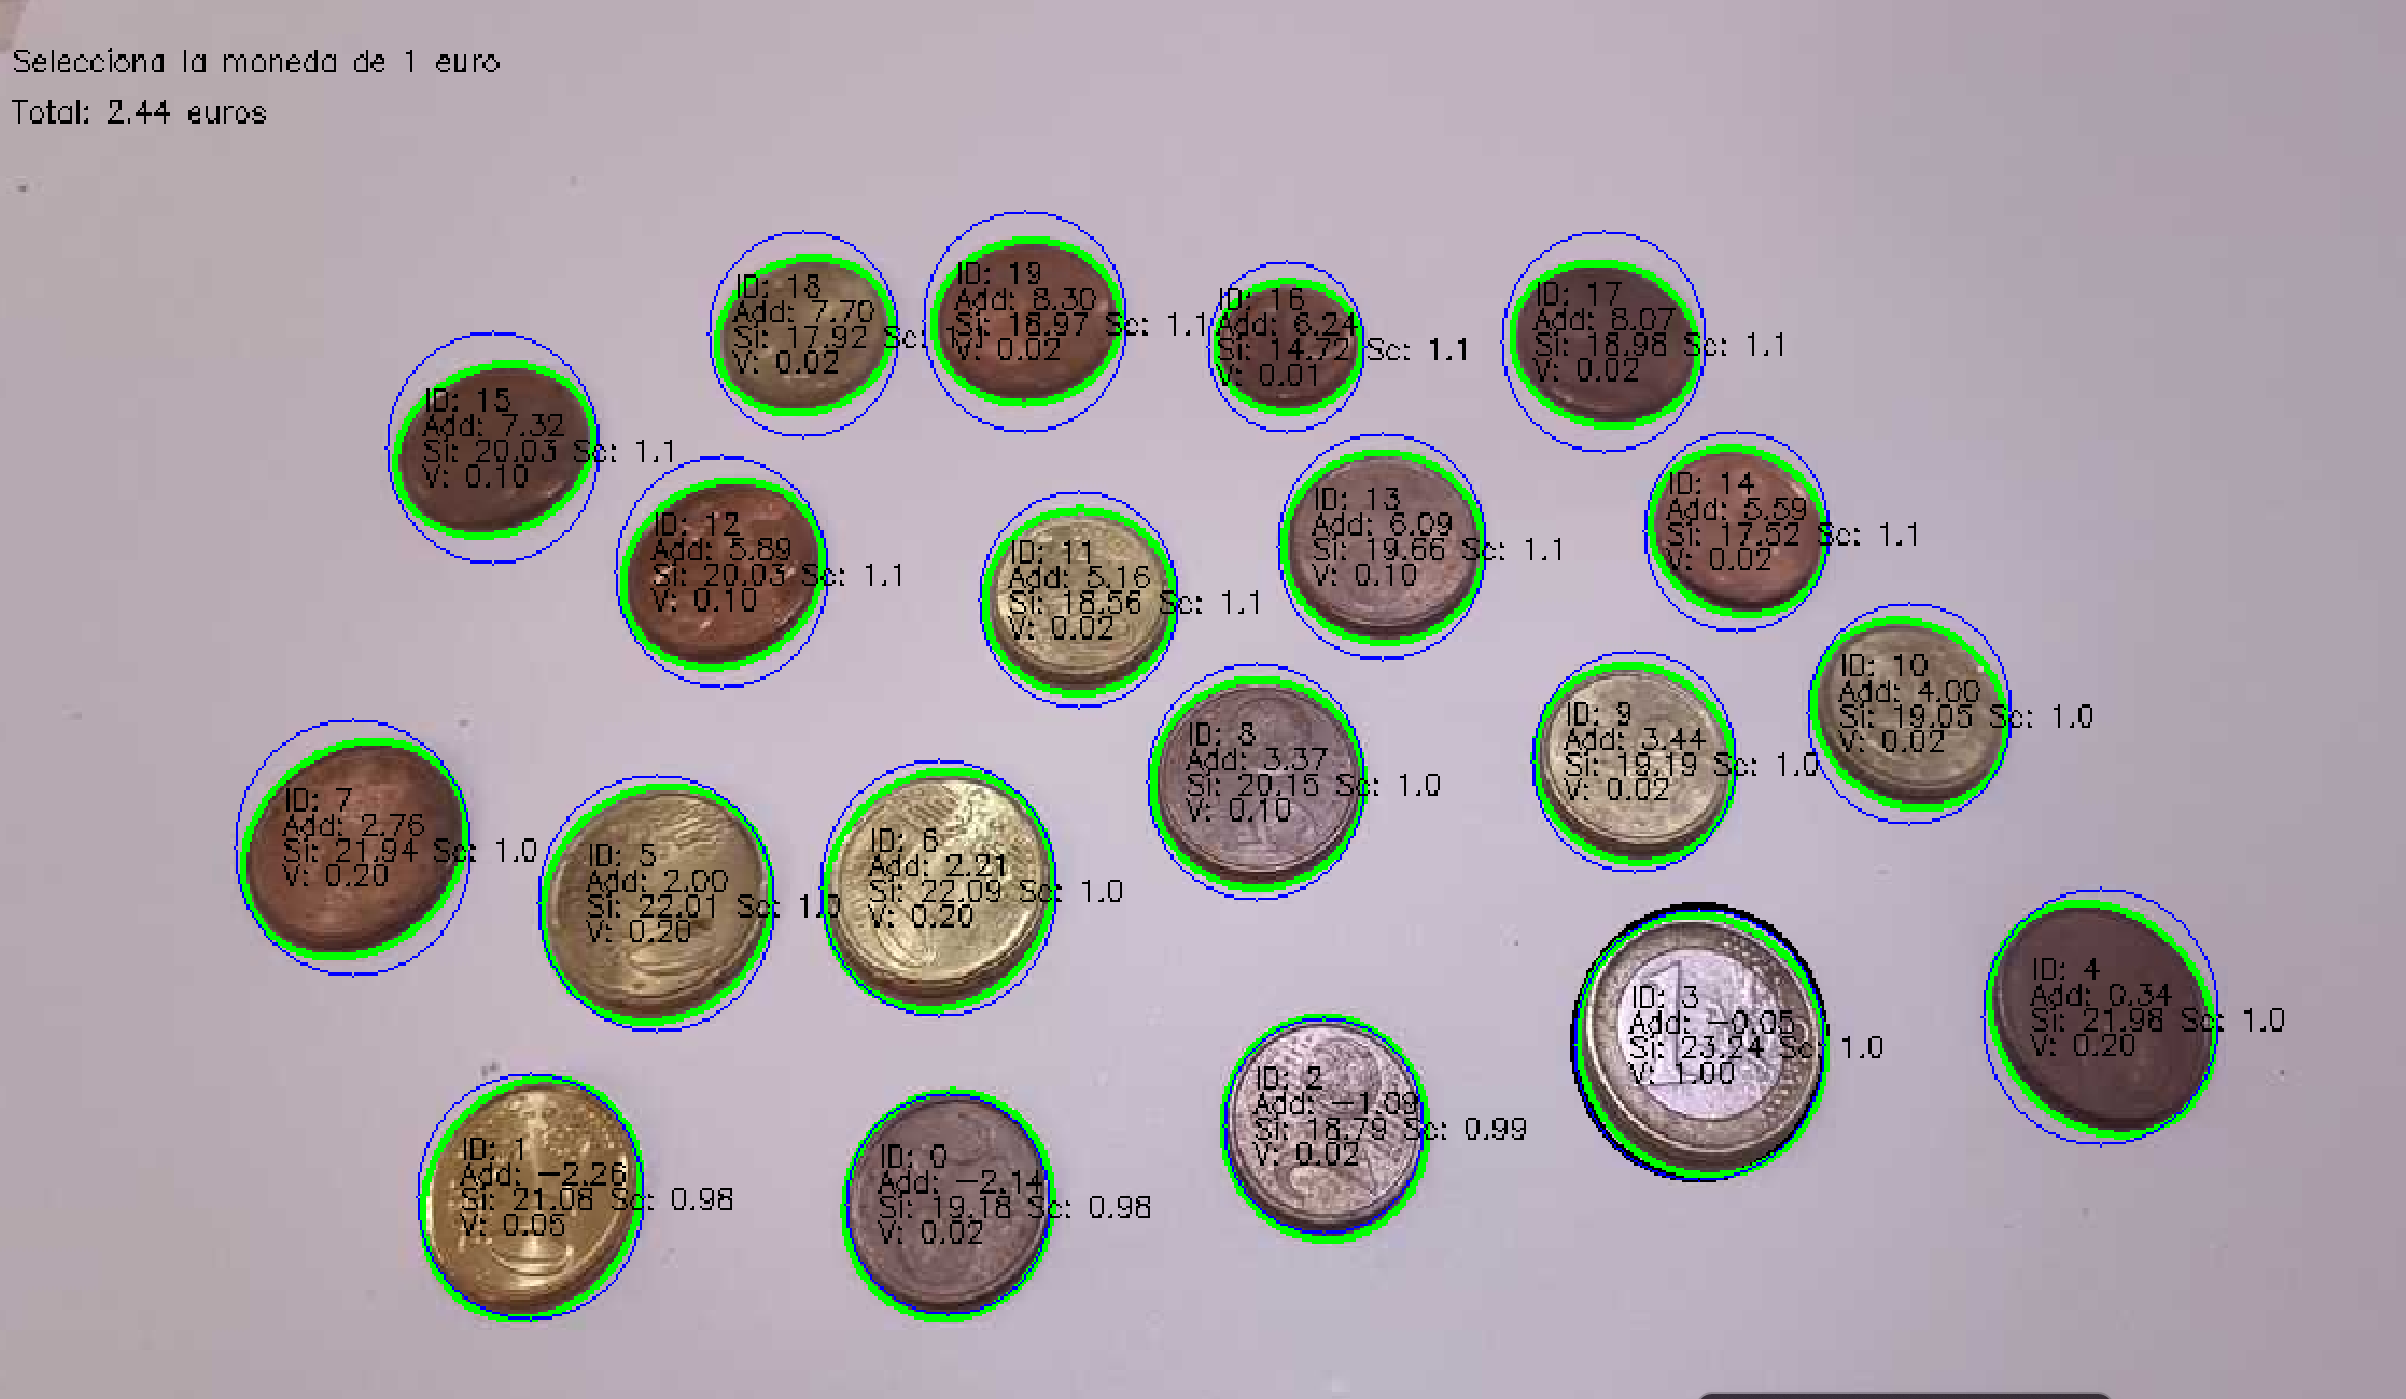 Selecciona la moneda de 1 euro
Total: 2.44 euros
ID: 18
Add: 7.70
Si: 17.92 Sc: 1.1
V: 0.02
ID: 19
Add: 8.30
Si: 18.97 Sc: 1.1
V: 0.02
ID: 16
Add: 6.24
Si: 14.72 Sc: 1.1
V: 0.01
ID: 17
Add: 8.07
Si: 18.98 Sc: 1.1
V: 0.02
ID: 15
Add: 7.32
Si: 20.03 Sc: 1.1
V: 0.10
ID: 12
Add: 5.89
Si: 20.03 Sc: 1.1
V: 0.10
ID: 11
Add: 5.16
Si: 18.56 Sc: 1.1
V: 0.02
ID: 13
Add: 6.09
Si: 19.66 Sc: 1.1
V: 0.10
ID: 14
Add: 5.59
Si: 17.52 Sc: 1.1
V: 0.02
ID: 10
Add: 4.00
Si: 19.05 Sc: 1.0
V: 0.02
ID: 9
Add: 3.44
Si: 19.19 Sc: 1.0
V: 0.02
ID: 8
Add: 3.37
Si: 20.15 Sc: 1.0
V: 0.10
ID: 7
Add: 2.76
Si: 21.94 Sc: 1.0
V: 0.20
ID: 5
Add: 2.00
Si: 22.01 Sc: 1.0
V: 0.20
ID: 6
Add: 2.21
Si: 22.09 Sc: 1.0
V: 0.20
ID: 3
Add: -0.05
Si: 23.24 Sc: 1.0
V: 1.00
ID: 4
Add: 0.34
Si: 21.98 Sc: 1.0
V: 0.20
ID: 2
Add: -1.09
Si: 18.79 Sc: 0.99
V: 0.02
ID: 1
Add: -2.26
Si: 21.08 Sc: 0.98
V: 0.05
ID: 0
Add: -2.14
Si: 19.18 Sc: 0.98
V: 0.02
1